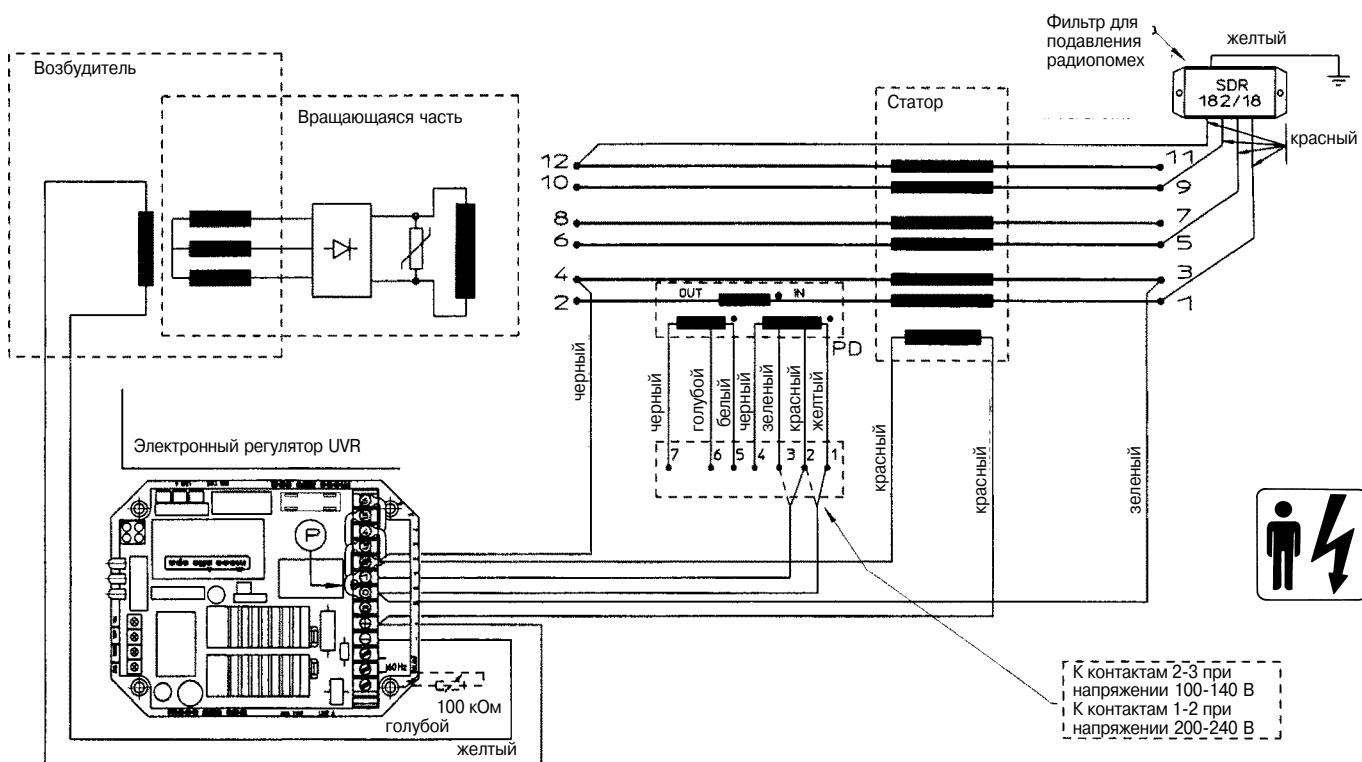 Фильтр для
подавления
радиопомех
желтый
SDR
182/18
красный
Возбудитель
Вращающаяся часть
Статор
12
10
8
6
4
2
11
9
7
5
3
1
OUT
IN
PD
черный
черный
голубой
белый
черный
зеленый
красный
желтый
7
6
5
4
3
2
1
красный
красный
зеленый
Электронный регулятор UVR
P
60Hz
100 кОм
голубой
желтый
К контактам 2-3 при
напряжении 100-140 В
К контактам 1-2 при
напряжении 200-240 В